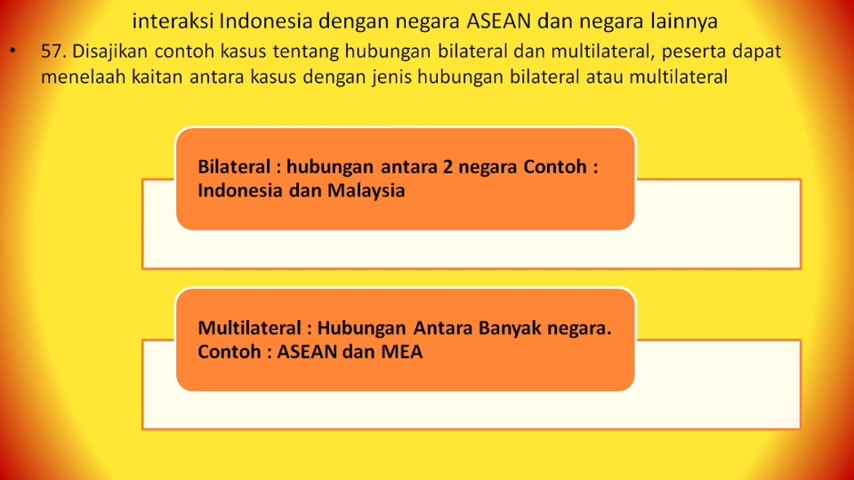 interaksi Indonesia dengan negara ASEAN dan negara lainnya
• 57. Disajikan contoh kasus tentang hubungan bilateral dan multilateral, peserta dapat
menelaah kaitan antara kasus dengan jenis hubungan bilateral atau multilateral
Bilateral : hubungan antara 2 negara Contoh :
Indonesia dan Malaysia
Multilateral : Hubungan Antara Banyak negara.
Contoh : ASEAN dan MEA